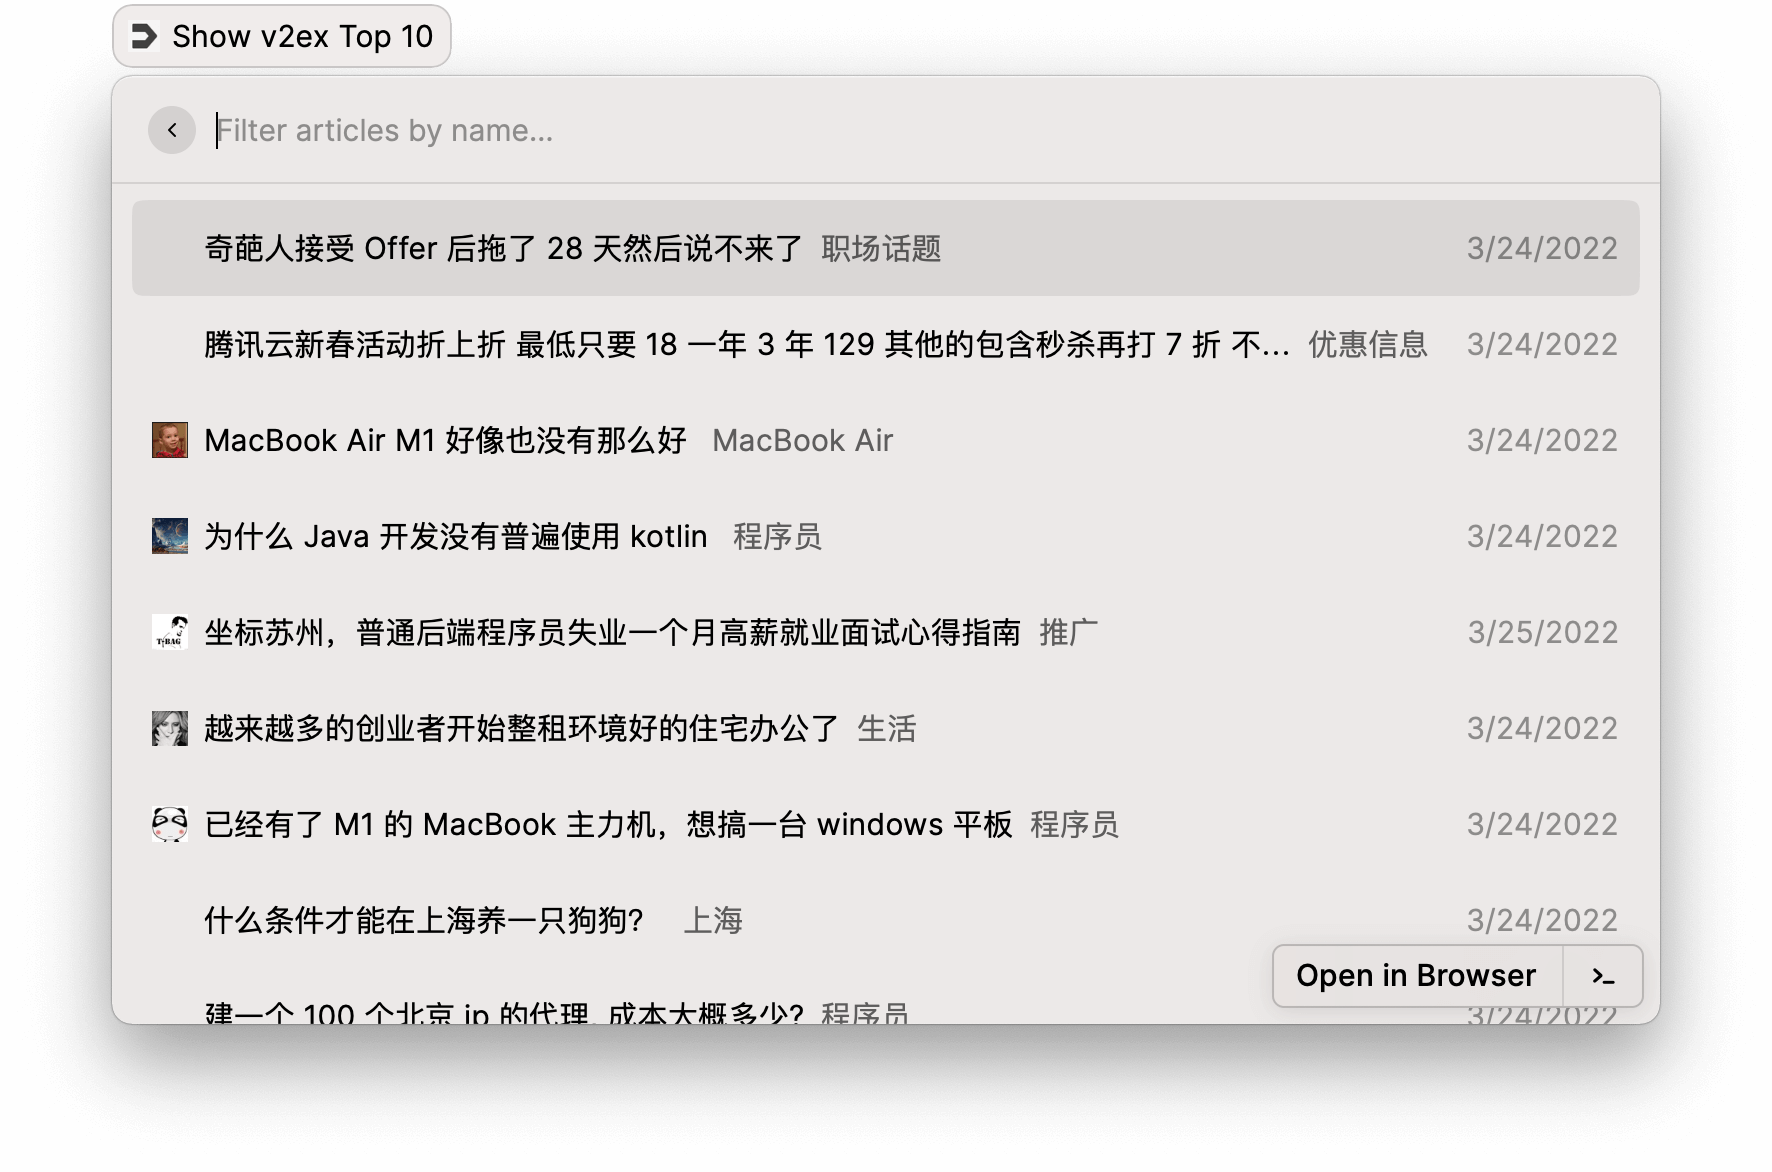 Show v2ex Top 10
Filter articles by name...
奇葩人接受 Offer 后拖了 28 天然后说不来了 职场话题 3/24/2022
腾讯云新春活动折上折 最低只要 18 一年 3 年 129 其他的包含秒杀再打 7 折 不... 优惠信息 3/24/2022
MacBook Air M1 好像也没有那么好 MacBook Air 3/24/2022
为什么 Java 开发没有普遍使用 kotlin 程序员 3/24/2022
T-BAG
坐标苏州，普通后端程序员失业一个月高薪就业面试心得指南 推广 3/25/2022
越来越多的创业者开始整租环境好的住宅办公了 生活 3/24/2022
已经有了 M1 的 MacBook 主力机，想搞一台 windows 平板 程序员 3/24/2022
什么条件才能在上海养一只狗狗？ 上海 3/24/2022
Open in Browser >_
建一个 100 个北京 ip 的代理, 成本大概多少？ 程序员 3/24/2022